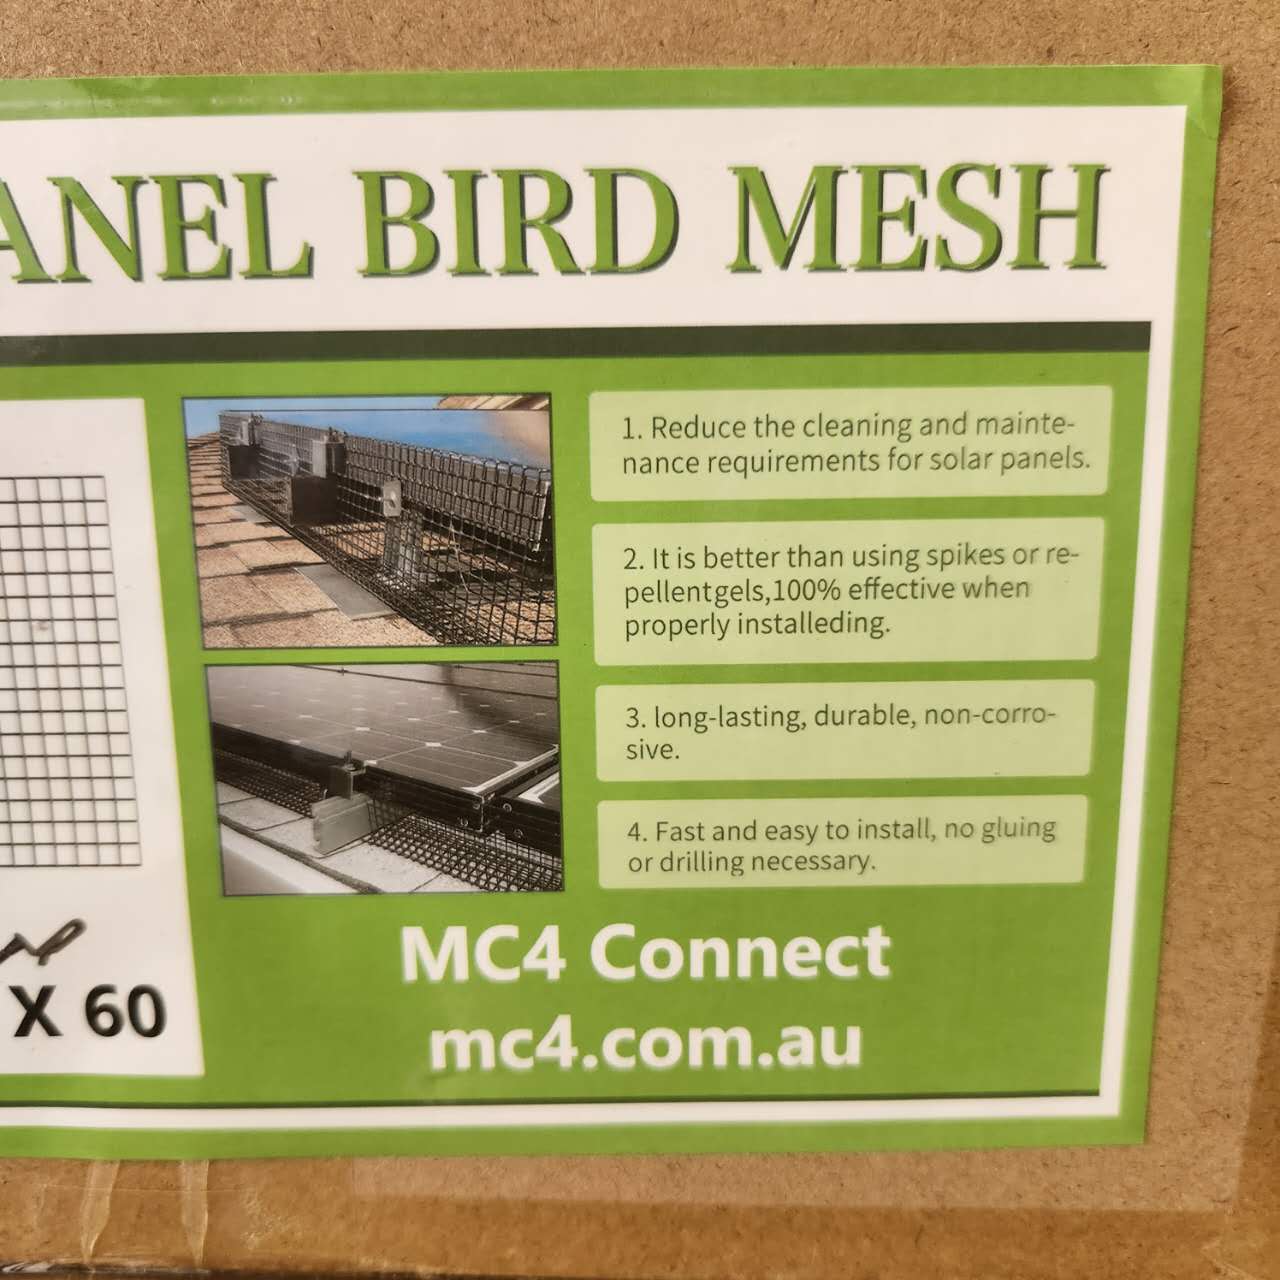 ANEL BIRD MESH
1. Reduce the cleaning and mainte-
nance requirements for solar panels.
2. It is better than using spikes or re-
pellentgels,100% effective when
properly installeding.
3. long-lasting, durable, non-corro-
sive.
4. Fast and easy to install, no gluing
or drilling necessary.
X 60
MC4 Connect
mc4.com.au